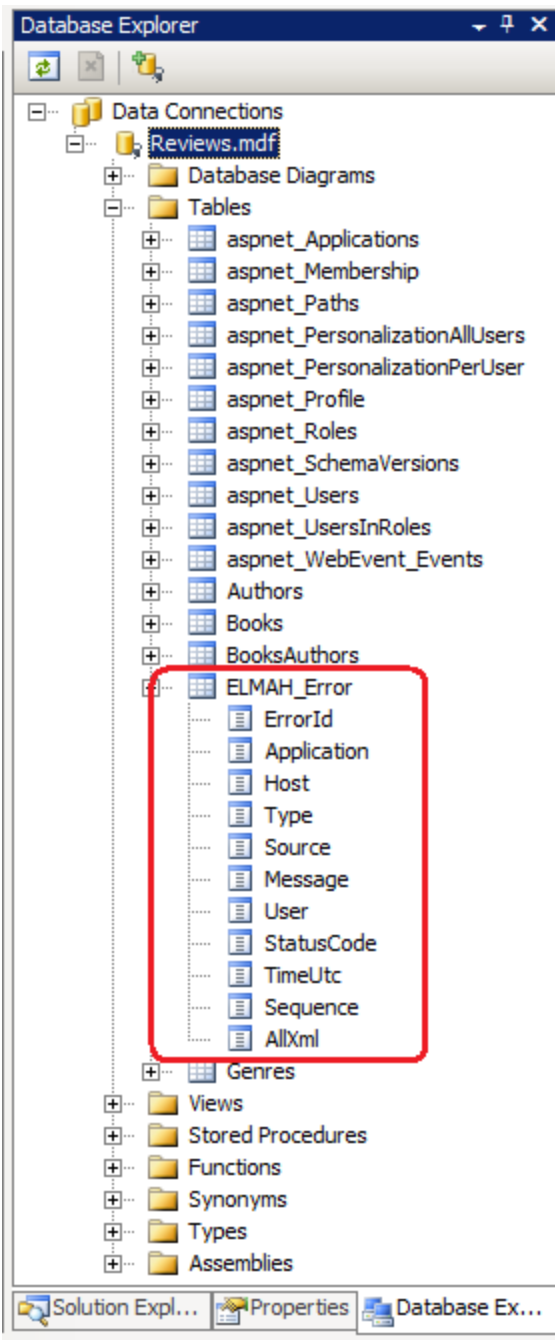 Database Explorer
Data Connections
Reviews.mdf
Database Diagrams
Tables
aspnet_Applications
aspnet_Membership
aspnet_Paths
aspnet_PersonalizationAllUsers
aspnet_PersonalizationPerUser
aspnet_Profile
aspnet_Roles
aspnet_SchemaVersions
aspnet_Users
aspnet_UsersInRoles
aspnet_WebEvent_Events
Authors
Books
BooksAuthors
ELMAH_Error
ErrorId
Application
Host
Type
Source
Message
User
StatusCode
TimeUtc
Sequence
AllXml
Genres
Views
Stored Procedures
Functions
Synonyms
Types
Assemblies
Solution Expl... Properties Database Ex...